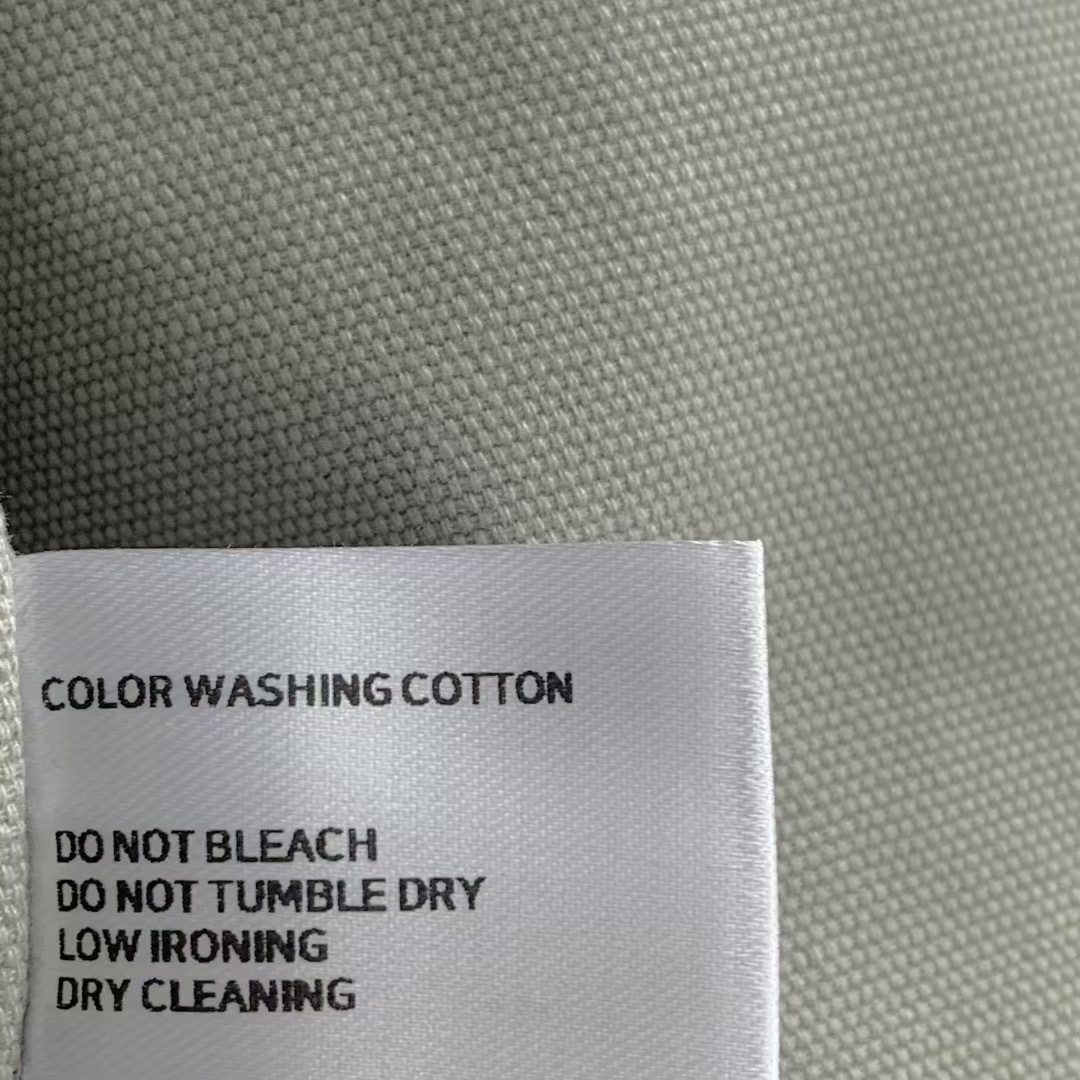 COLOR WASHING COTTON
DO NOT BLEACH
DO NOT TUMBLE DRY
LOW IRONING
DRY CLEANING